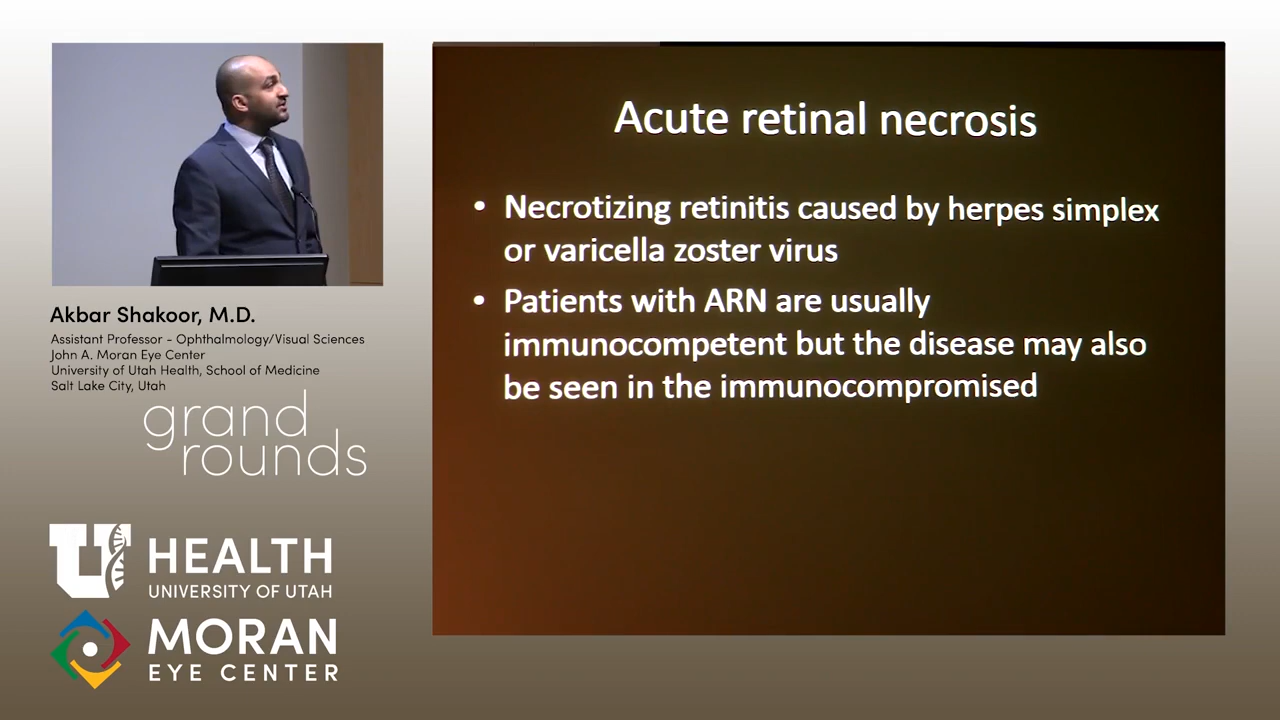 Akbar Shakoor, M.D.
Assistant Professor - Ophthalmology/Visual Sciences
John A. Moran Eye Center
University of Utah Health, School of Medicine
Salt Lake City, Utah
grand
rounds
U HEALTH
UNIVERSITY OF UTAH
MORAN
EYE CENTER
Acute retinal necrosis
• Necrotizing retinitis caused by herpes simplex
or varicella zoster virus
• Patients with ARN are usually
immunocompetent but the disease may also
be seen in the immunocompromised